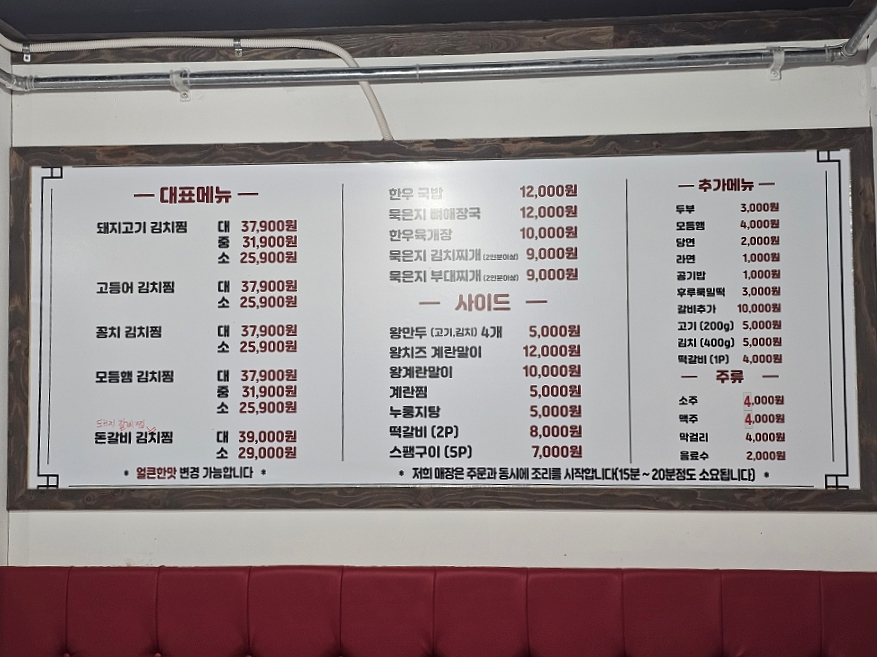 대표메뉴
돼지고기 김치찜 대 37,900원
중 31,900원
소 25,900원
고등어 김치찜 대 37,900원
소 25,900원
꽁치 김치찜 대 37,900원
소 25,900원
모듬햄 김치찜 대 37,900원
중 31,900원
소 25,900원
돼지 갈비찜
돈갈비 김치찜 대 39,000원
소 29,000원
* 얼큰한맛 변경 가능합니다 *
한우 국밥 12,000원
묵은지 뼈해장국 12,000원
한우육개장 10,000원
묵은지 김치찌개 (2인분이상) 9,000원
묵은지 부대찌개 (2인분이상) 9,000원
사이드
왕만두 (고기,김치) 4개 5,000원
왕치즈 계란말이 12,000원
왕계란말이 10,000원
계란찜 5,000원
누룽지탕 5,000원
떡갈비 (2P) 8,000원
스팸구이 (5P) 7,000원
* 저희 매장은 주문과 동시에 조리를 시작합니다(15분 ~ 20분정도 소요됩니다) *
추가메뉴
두부 3,000원
모듬햄 4,000원
당면 2,000원
라면 1,000원
공기밥 1,000원
후루룩밀떡 3,000원
갈비추가 10,000원
고기 (200g) 5,000원
김치 (400g) 5,000원
떡갈비 (1P) 4,000원
주류
소주 4,000원
맥주 4,000원
막걸리 4,000원
음료수 2,000원